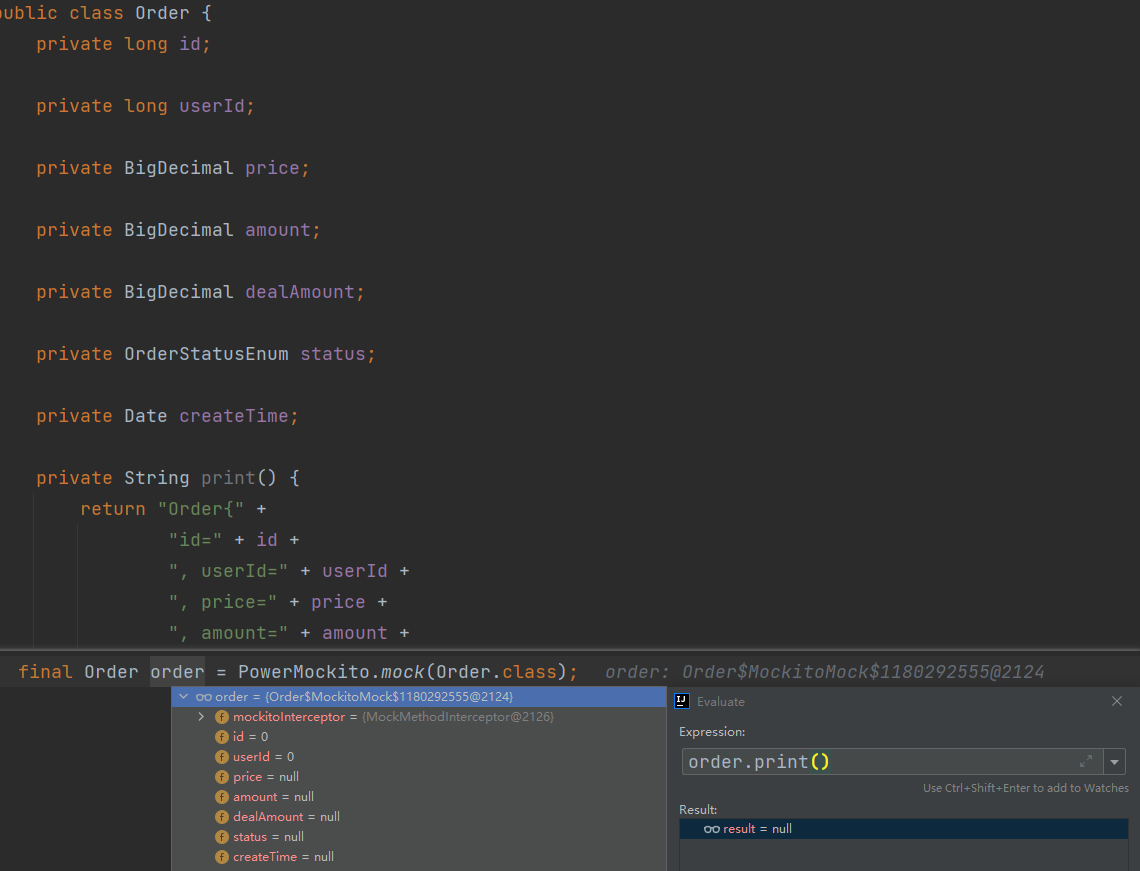 public class Order {
private long id;
private long userId;
private BigDecimal price;
private BigDecimal amount;
private BigDecimal dealAmount;
private OrderStatusEnum status;
private Date createTime;
private String print() {
return "Order{" +
"id=" + id +
", userId=" + userId +
", price=" + price +
", amount=" + amount +
final Order order = PowerMockito.mock(Order.class); order: Order$MockitoMock$1180292555@2124
order = {Order$MockitoMock$1180292555@2124}
mockitoInterceptor = {MockMethodInterceptor@2126}
id = 0
userId = 0
price = null
amount = null
dealAmount = null
status = null
createTime = null
Evaluate
Expression:
order.print()
Use Ctrl+Shift+Enter to add to Watches
Result:
result = null